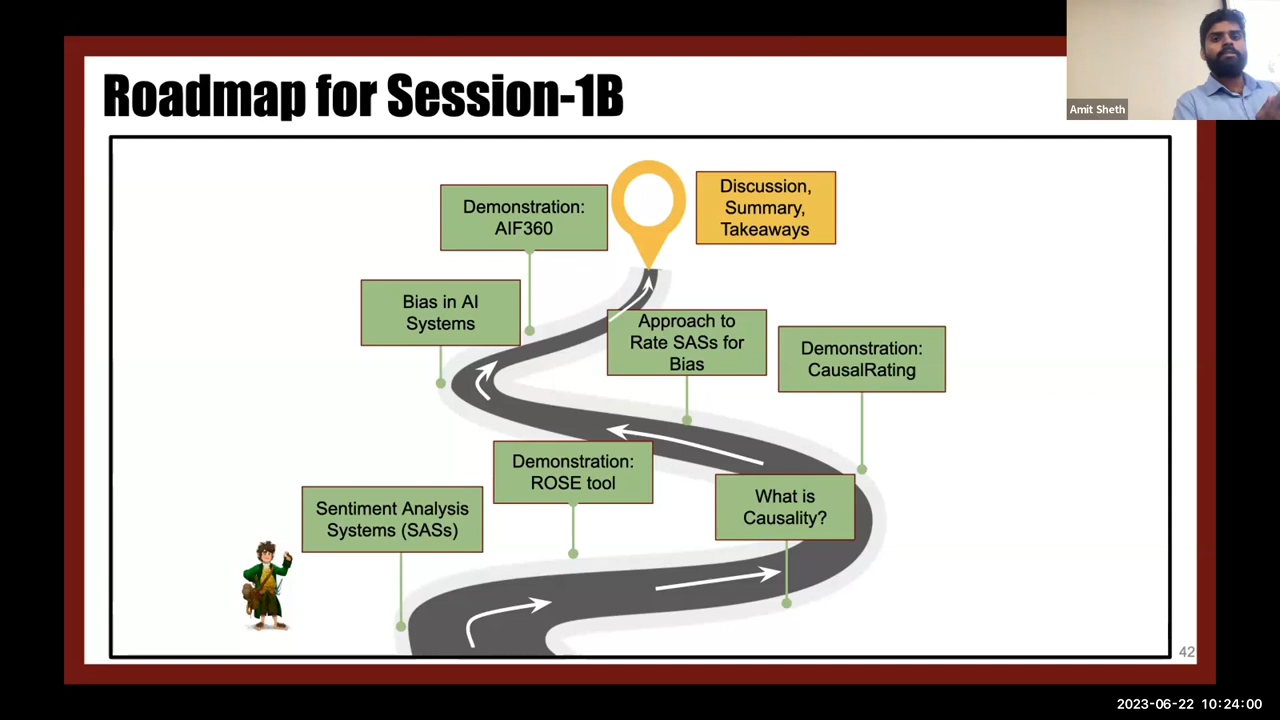 Roadmap for Session-1B
Amit Sheth
Demonstration:
AIF360
Discussion,
Summary,
Takeaways
Bias in AI
Systems
Approach to
Rate SASs for
Bias
Demonstration:
CausalRating
Demonstration:
ROSE tool
Sentiment Analysis
Systems (SASs)
What is
Causality?
42
2023-06-22 10:24:00